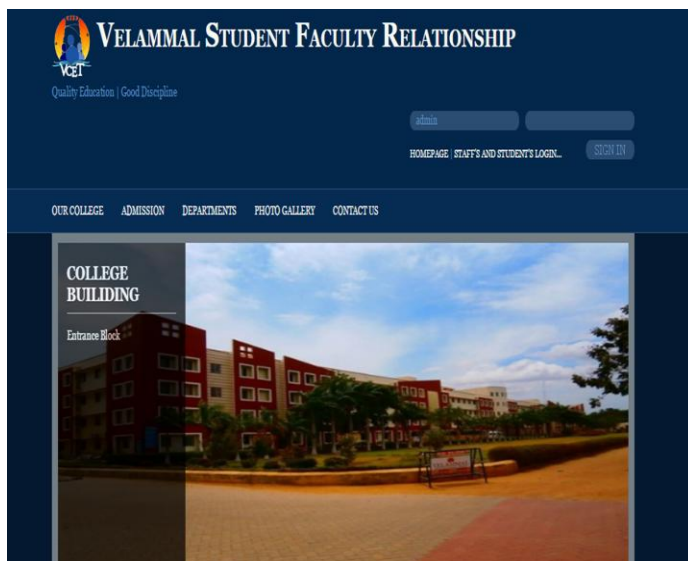 VELAMMAL STUDENT FACULTY RELATIONSHIP
VCET
Quality Education | Good Discipline
admin
HOMEPAGE | STAFF'S AND STUDENT'S LOGIN...
SIGN IN
OUR COLLEGE ADMISSION DEPARTMENTS PHOTO GALLERY CONTACT US
COLLEGE
BUILIDING
Entrance Block